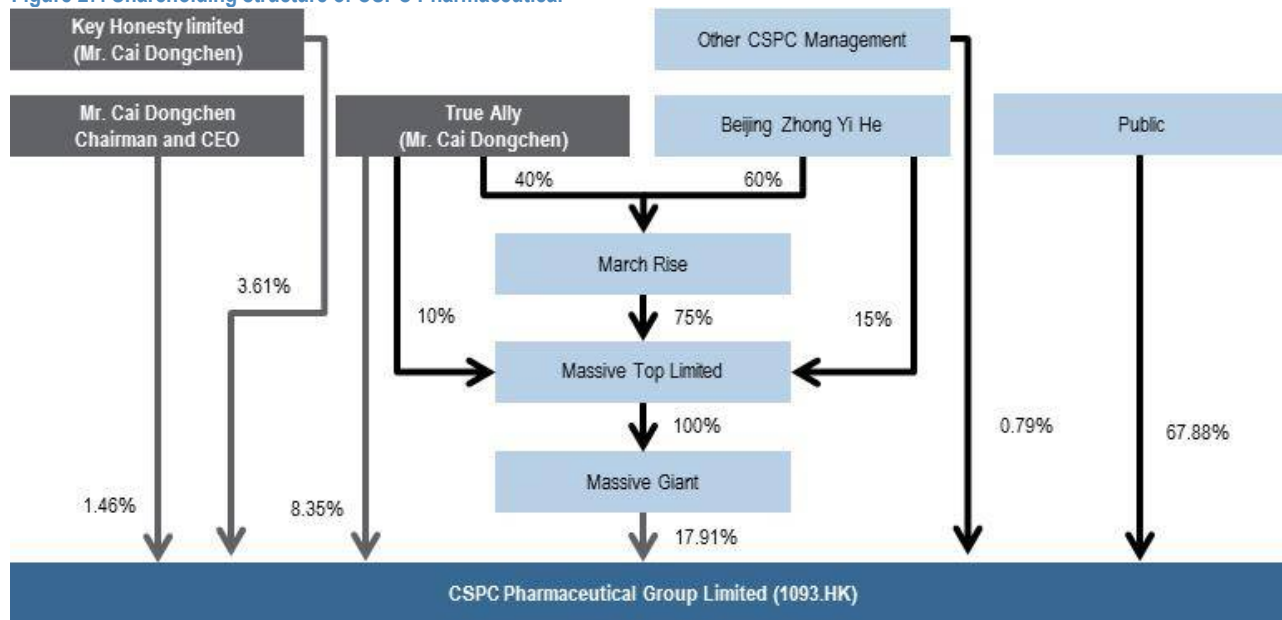 Figure 27: Shareholding structure of CSPC Pharmaceutical
Key Honesty limited
(Mr. Cai Dongchen)
Other CSPC Management
Mr. Cai Dongchen
Chairman and CEO
True Ally
(Mr. Cai Dongchen)
Beijing Zhong Yi He
Public
40%
60%
March Rise
3.61%
10%
75%
15%
Massive Top Limited
100%
0.79%
67.88%
Massive Giant
1.46%
8.35%
17.91%
CSPC Pharmaceutical Group Limited (1093.HK)